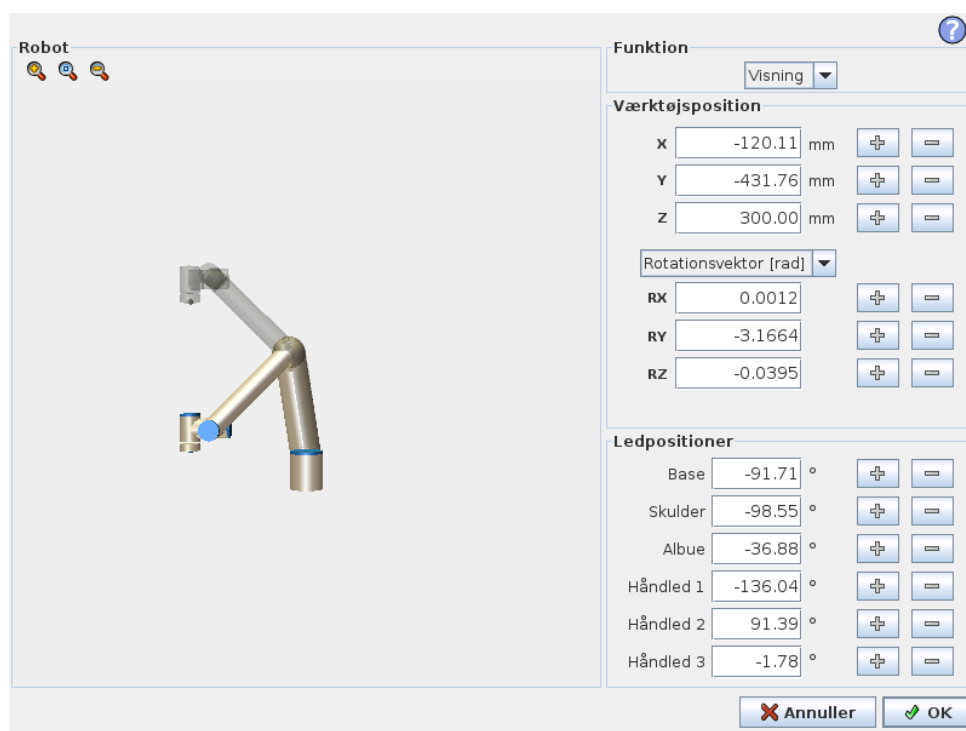 ?
Robot
Funktion
Visning
Værktøjsposition
X -120.11 mm
Y -431.76 mm
Z 300.00 mm
Rotationsvektor [rad]
RX 0.0012
RY -3.1664
RZ -0.0395
Ledpositioner
Base -91.71 °
Skulder -98.55 °
Albue -36.88 °
Håndled 1 -136.04 °
Håndled 2 91.39 °
Håndled 3 -1.78 °
Annuller OK